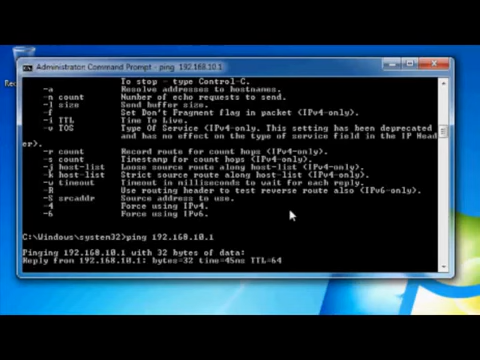 Rec
Administrator: Command Prompt - ping 192.168.10.1
To stop - type Control-C.
-a Resolve addresses to hostnames.
-n count Number of echo requests to send.
-l size Send buffer size.
-f Set Don't Fragment flag in packet (IPv4-only).
-i TTL Time To Live.
-v TOS Type Of Service (IPv4-only. This setting has been deprecated
and has no effect on the type of service field in the IP Head
er).
-r count Record route for count hops (IPv4-only).
-s count Timestamp for count hops (IPv4-only).
-j host-list Loose source route along host-list (IPv4-only).
-k host-list Strict source route along host-list (IPv4-only).
-w timeout Timeout in milliseconds to wait for each reply.
-R Use routing header to test reverse route also (IPv6-only).
-S srcaddr Source address to use.
-4 Force using IPv4.
-6 Force using IPv6.
C:\Windows\system32>ping 192.168.10.1
Pinging 192.168.10.1 with 32 bytes of data:
Reply from 192.168.10.1: bytes=32 time=45ms TTL=64